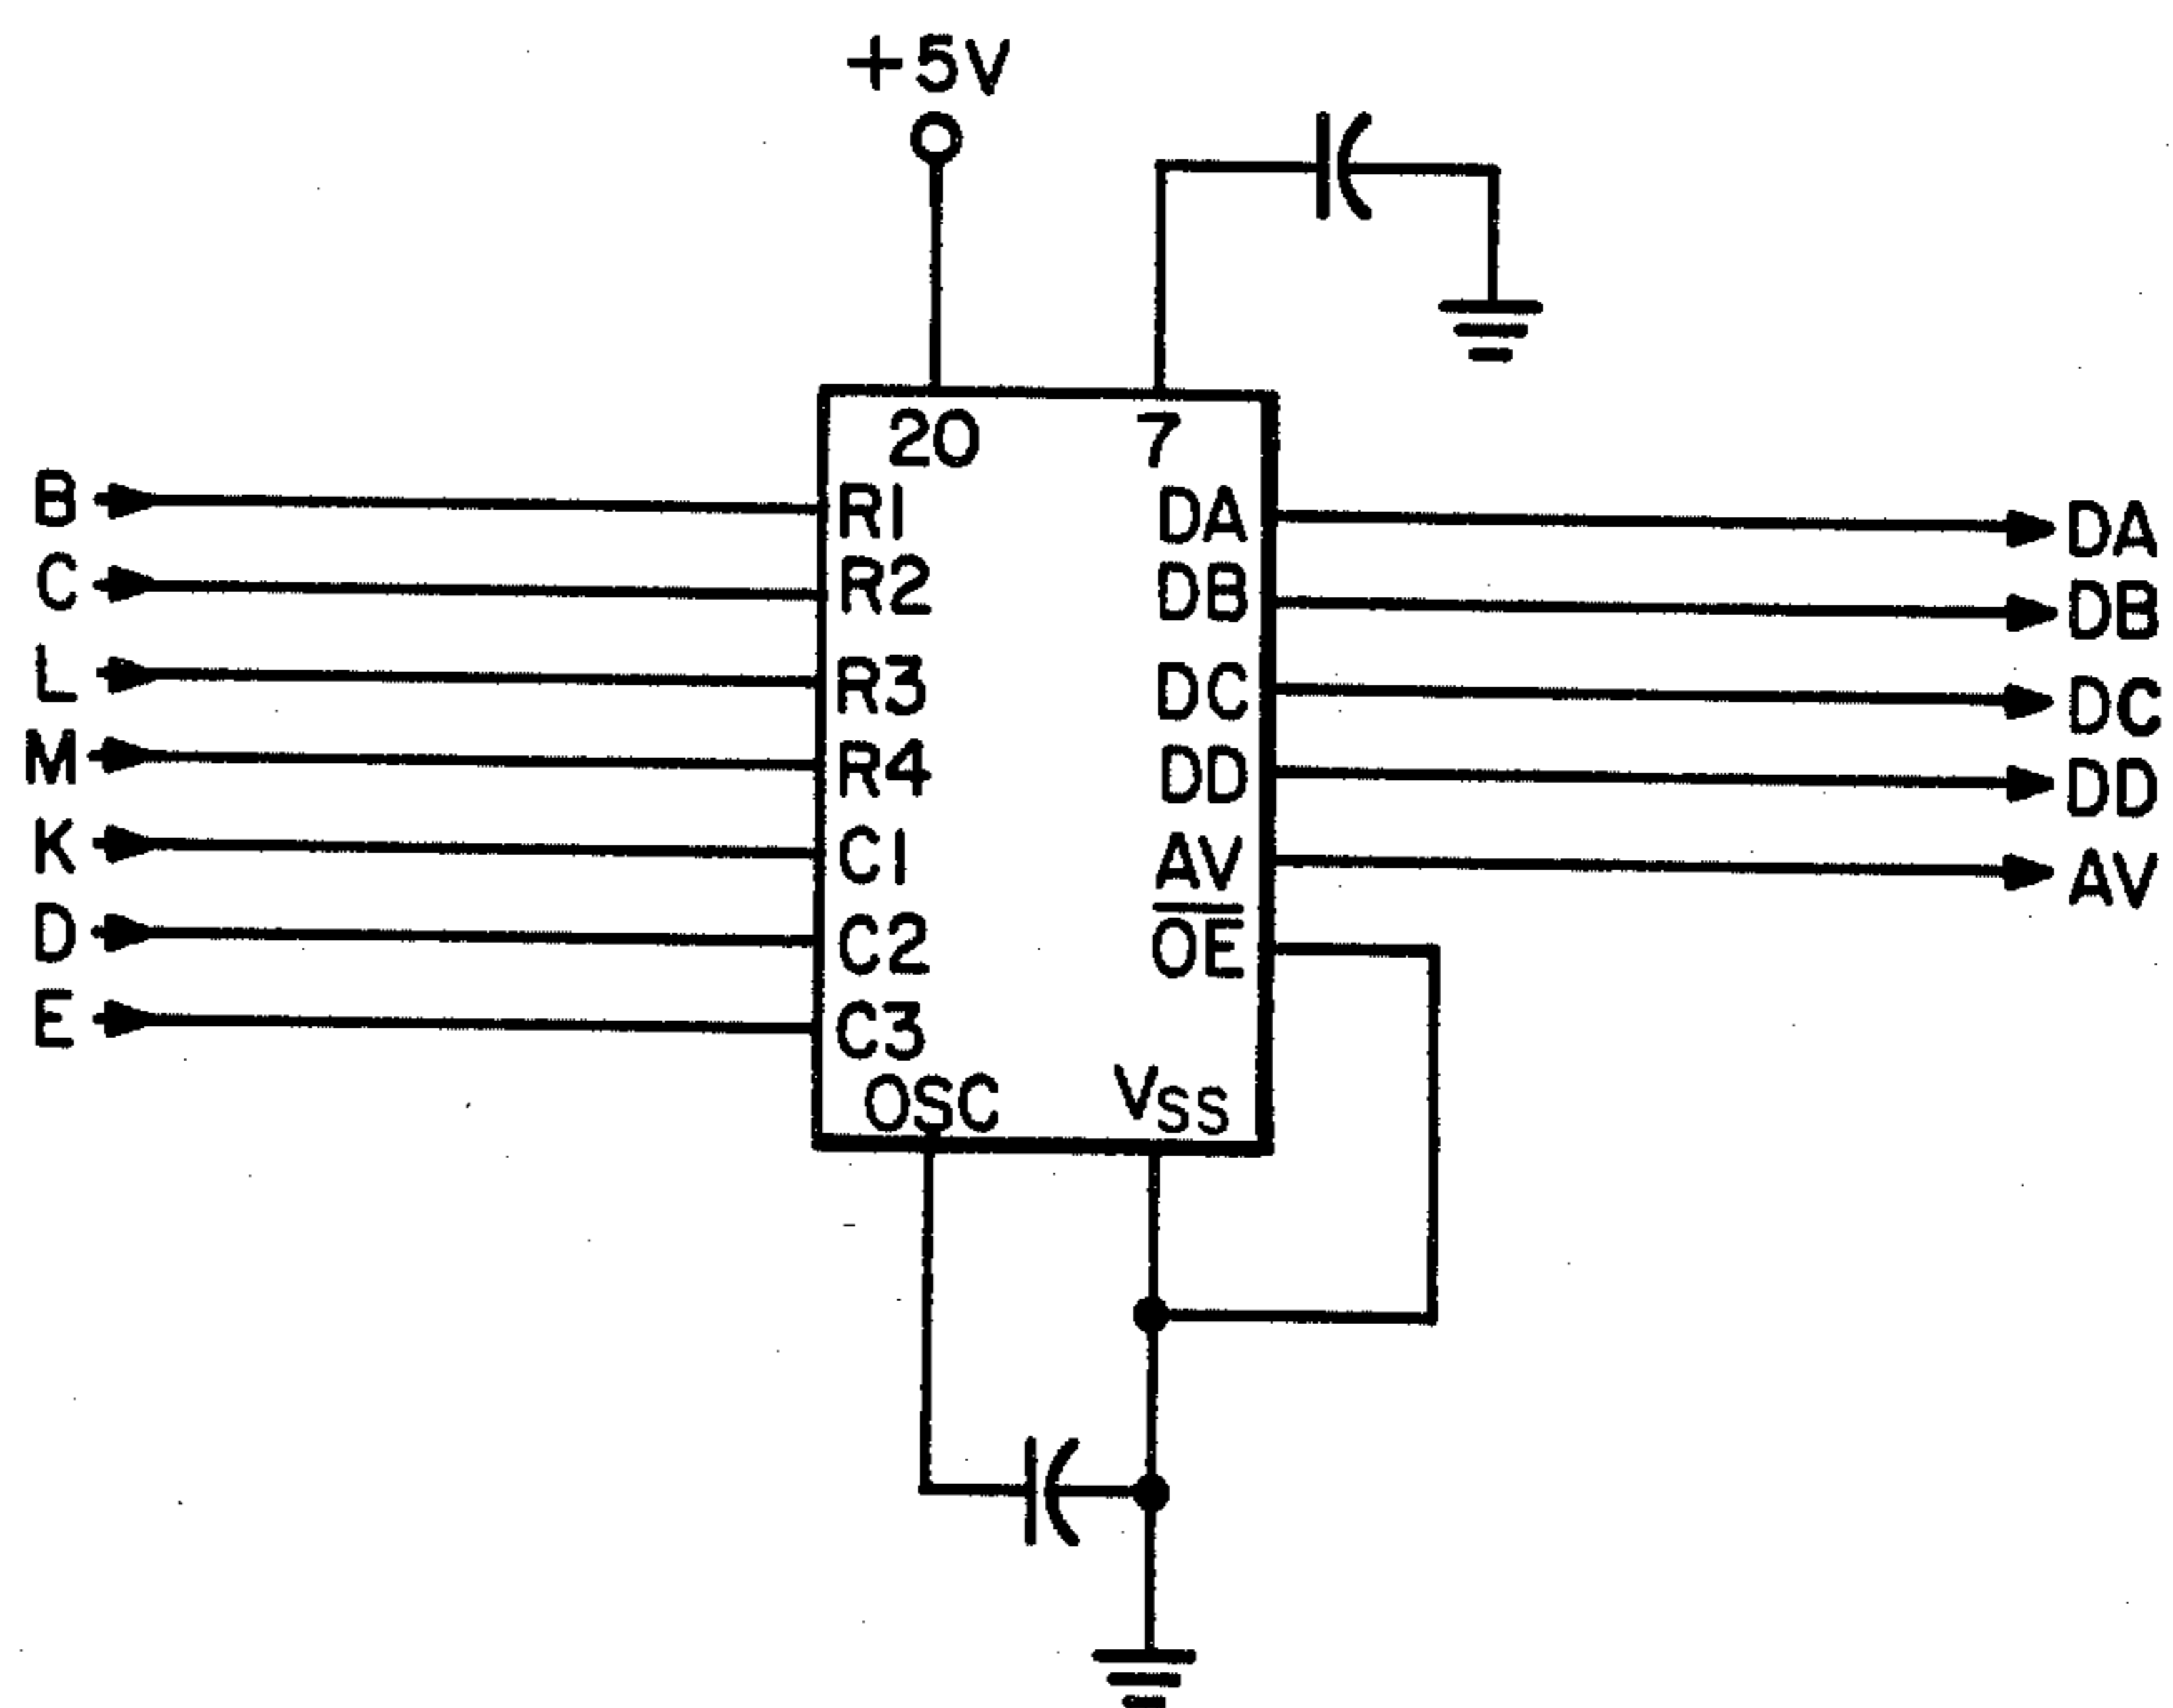 +5V
20 7
B R1 DA DA
C R2 DB DB
L R3 DC DC
M R4 DD DD
K C1 AV AV
D C2 OE
E C3
OSC VSS